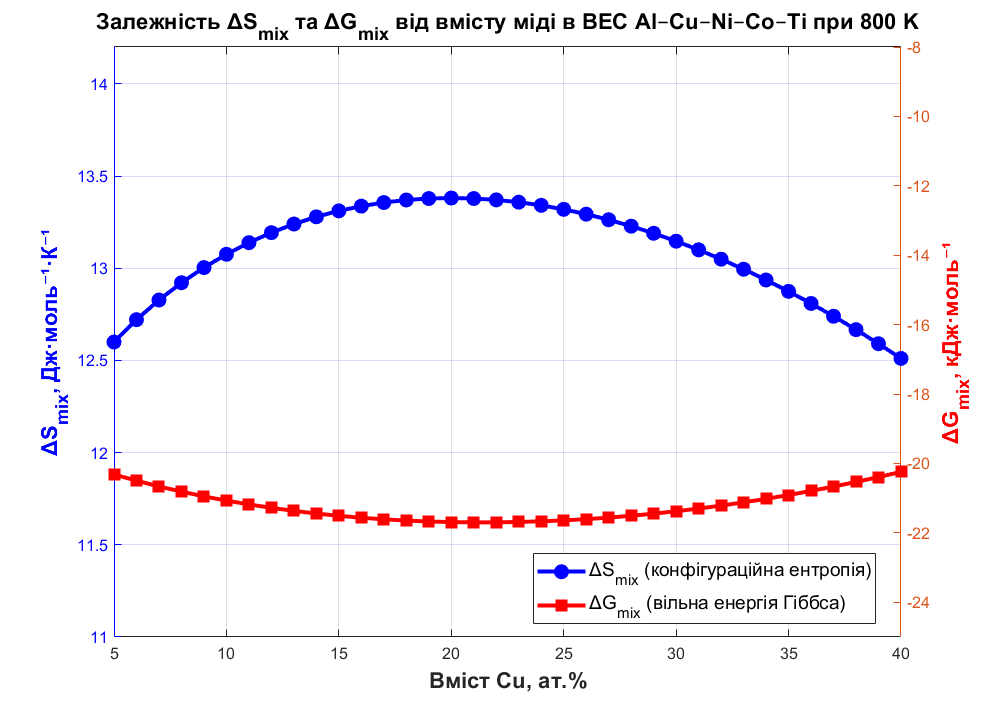 Залежність ΔSmix та ΔGmix від вмісту міді в ВЕС Al–Cu–Ni–Co–Ti при 800 K
ΔSmix, Дж·моль⁻¹·К⁻¹
14
13.5
13
12.5
12
11.5
11
-8
-10
-12
-14
-16
-18
-20
-22
-24
ΔGmix, кДж·моль⁻¹
ΔSmix (конфігураційна ентропія)
ΔGmix (вільна енергія Гіббса)
5 10 15 20 25 30 35 40
Вміст Cu, ат.%